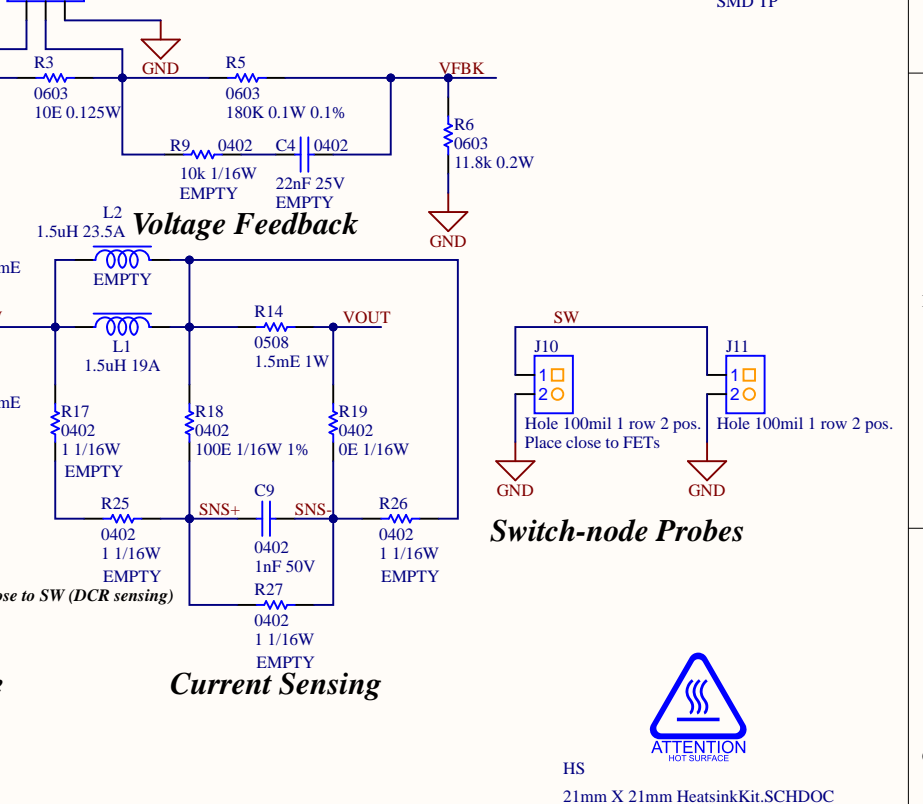 SMD TP
GND
R3
0603
10E 0.125W
R5
0603
180K 0.1W 0.1%
VFBK
R6
0603
11.8k 0.2W
R9 0402
10k 1/16W
EMPTY
C4 0402
22nF 25V
EMPTY
GND
Voltage Feedback
L2
1.5uH 23.5A
EMPTY
mE
L1
1.5uH 19A
R14
0508
1.5mE 1W
VOUT
mE
R17
0402
1 1/16W
EMPTY
R18
0402
100E 1/16W 1%
R19
0402
0E 1/16W
R25
0402
1 1/16W
EMPTY
SNS+
C9
SNS-
0402
1nF 50V
R26
0402
1 1/16W
EMPTY
R27
0402
1 1/16W
EMPTY
ose to SW (DCR sensing)
e
Current Sensing
SW
J10
1
2
Hole 100mil 1 row 2 pos.
Place close to FETs
GND
J11
1
2
Hole 100mil 1 row 2 pos.
GND
Switch-node Probes
ATTENTION
HOT SURFACE
HS
21mm X 21mm HeatsinkKit.SCHDOC